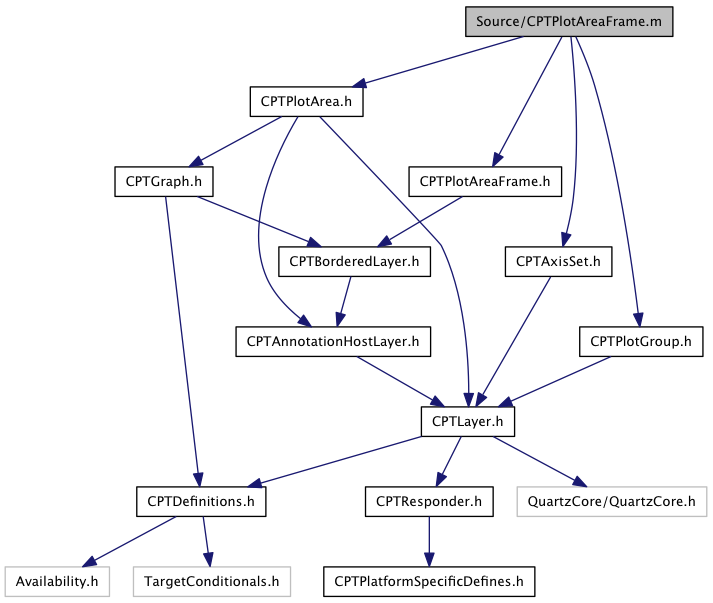 Source/CPTPlotAreaFrame.m
CPTPlotArea.h
CPTGraph.h
CPTPlotAreaFrame.h
CPTBorderedLayer.h
CPTAxisSet.h
CPTAnnotationHostLayer.h
CPTPlotGroup.h
CPTLayer.h
CPTDefinitions.h
CPTResponder.h
QuartzCore/QuartzCore.h
Availability.h
TargetConditionals.h
CPTPlatformSpecificDefines.h